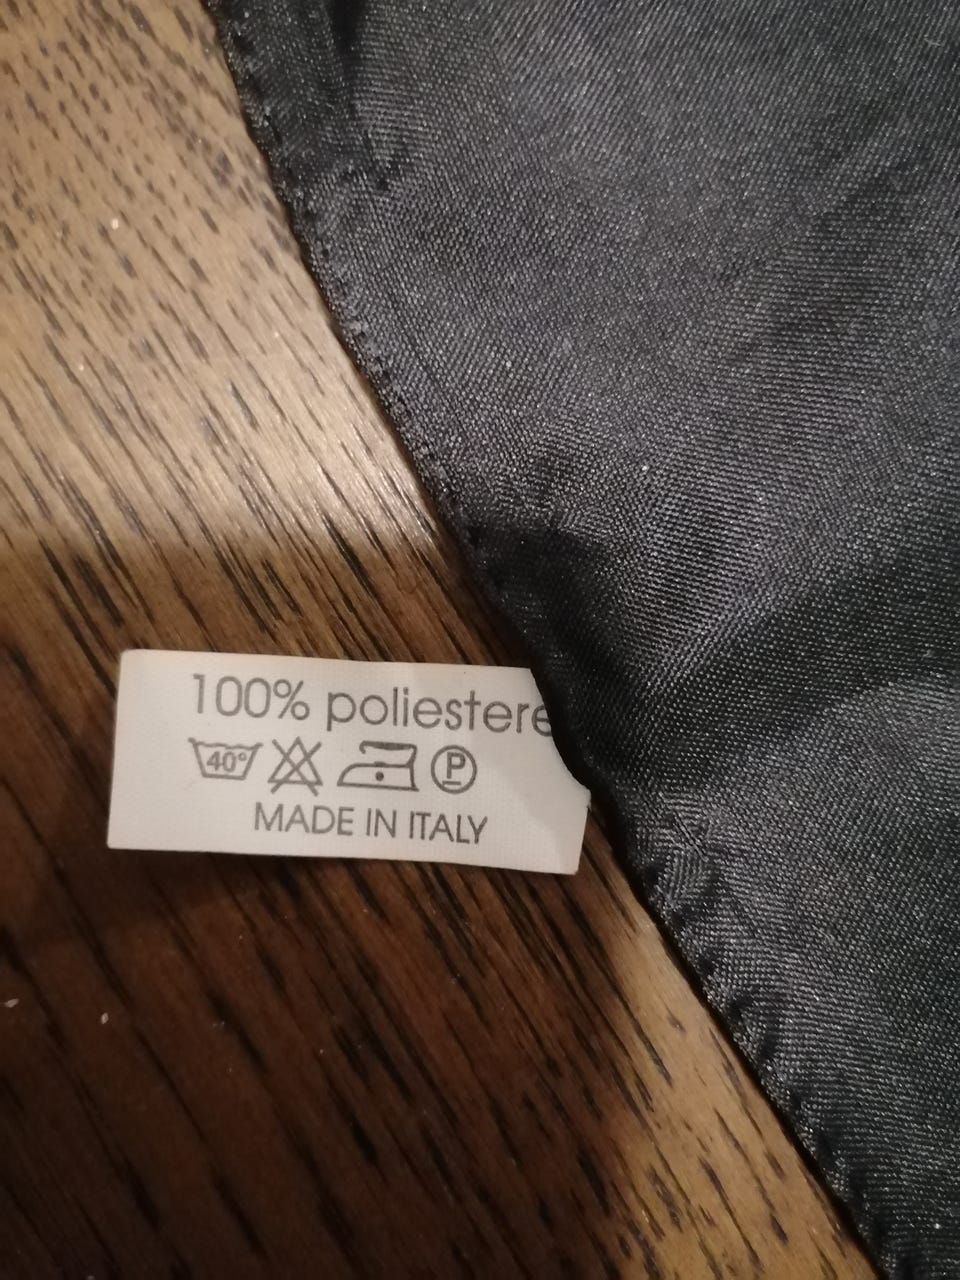 100% poliestere
40° P
MADE IN ITALY